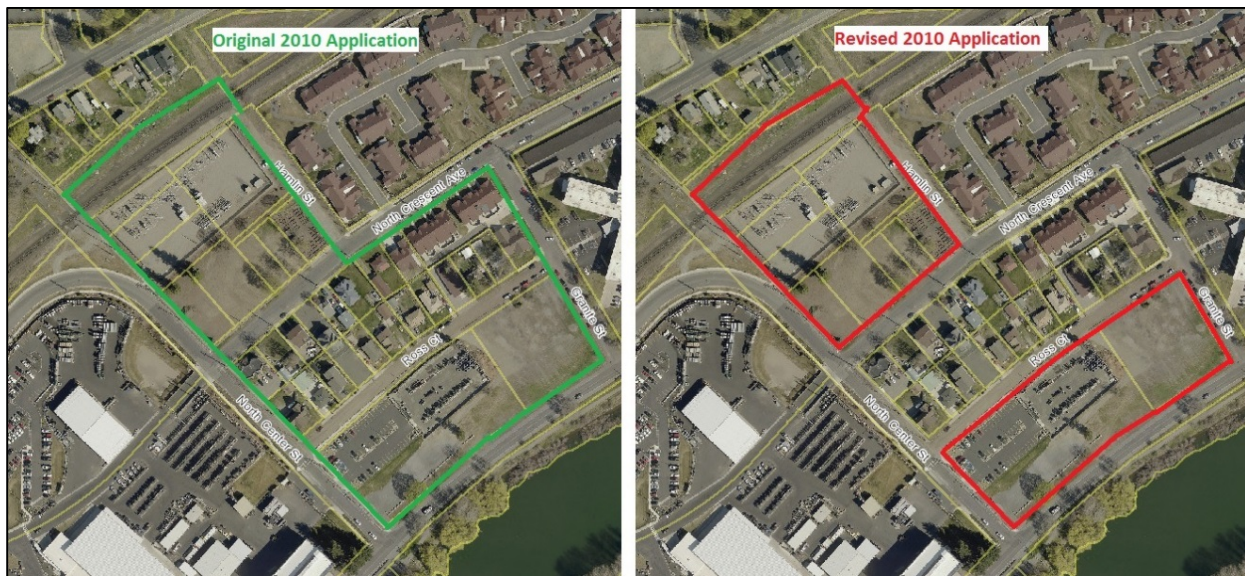 Original 2010 Application
Hamlin St
North Crescent Ave
Granite St
Ross Ct
North Center St
Revised 2010 Application
Hamlin St
North Crescent Ave
Granite St
Ross Ct
North Center St